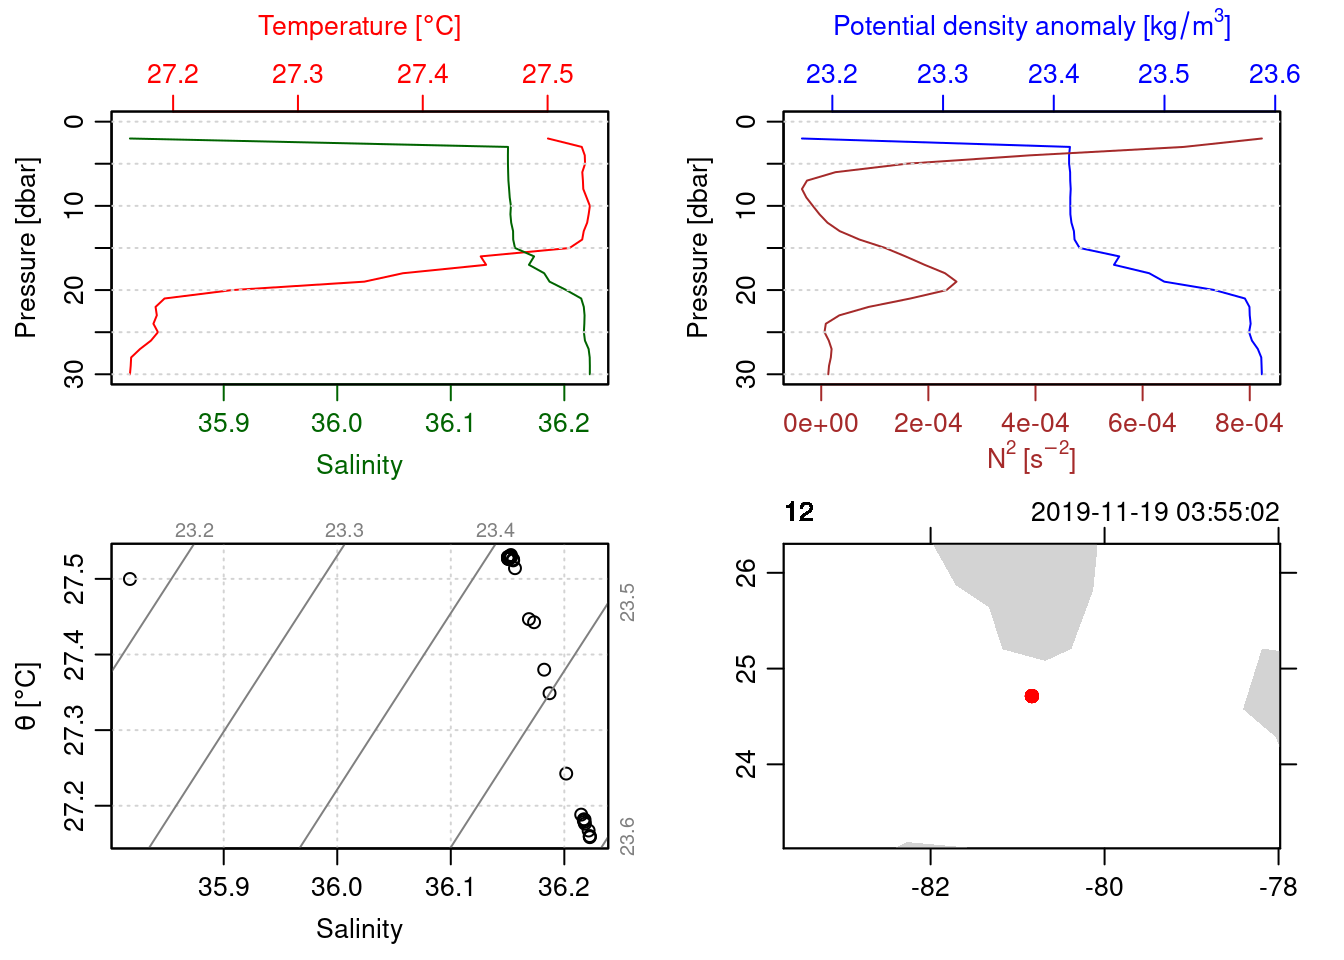 Temperature [°C]
27.2 27.3 27.4 27.5
0
10
20
30
Pressure [dbar]
35.9 36.0 36.1 36.2
Salinity
Potential density anomaly [kg/m³]
23.2 23.3 23.4 23.5 23.6
0
10
20
30
Pressure [dbar]
0e+00 2e-04 4e-04 6e-04 8e-04
N² [s⁻²]
23.2 23.3 23.4
23.5
23.6
27.5
27.4
27.3
27.2
θ [°C]
35.9 36.0 36.1 36.2
Salinity
12 2019-11-19 03:55:02
26
25
24
-82 -80 -78